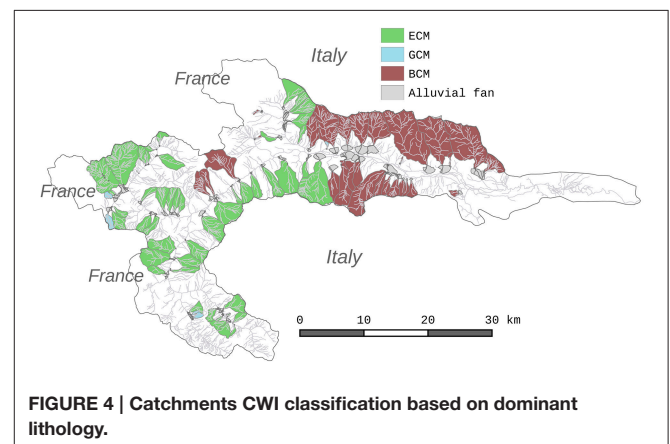 Italy
ECM
GCM
BCM
Alluvial fan
France
France
France
Italy
0 10 20 30 km
FIGURE 4 | Catchments CWI classification based on dominant
lithology.